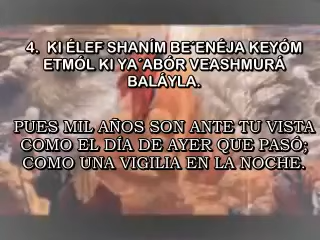 4. KI ÉLEF SHANÍM BE´ENÉJA KEYÓM
ETMÓL KI YA´ABÓR VEASHMURÁ
BALÁYLA.
PUES MIL AÑOS SON ANTE TU VISTA
COMO EL DÍA DE AYER QUE PASÓ;
COMO UNA VIGILIA EN LA NOCHE.